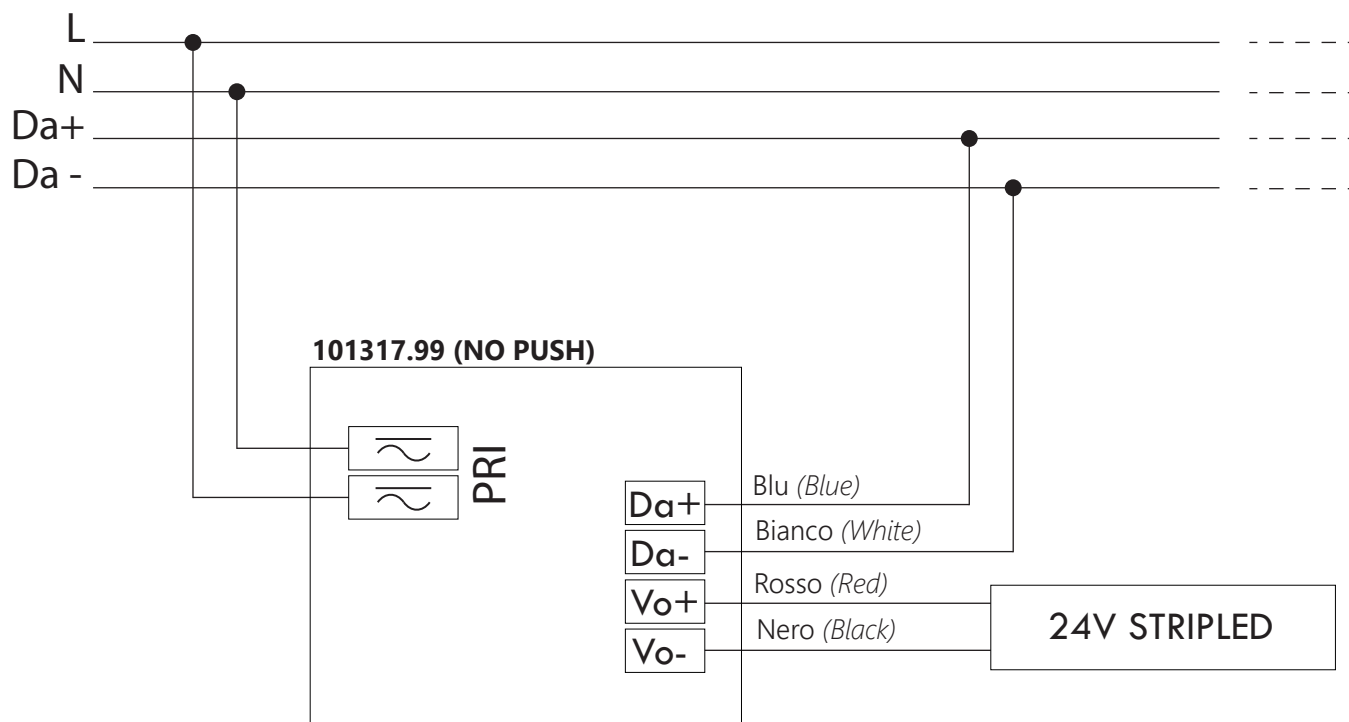 L
N
Da+
Da -
101317.99 (NO PUSH)
PRI
Da+
Blu (Blue)
Da-
Bianco (White)
Vo+
Rosso (Red)
Vo-
Nero (Black)
24V STRIPLED